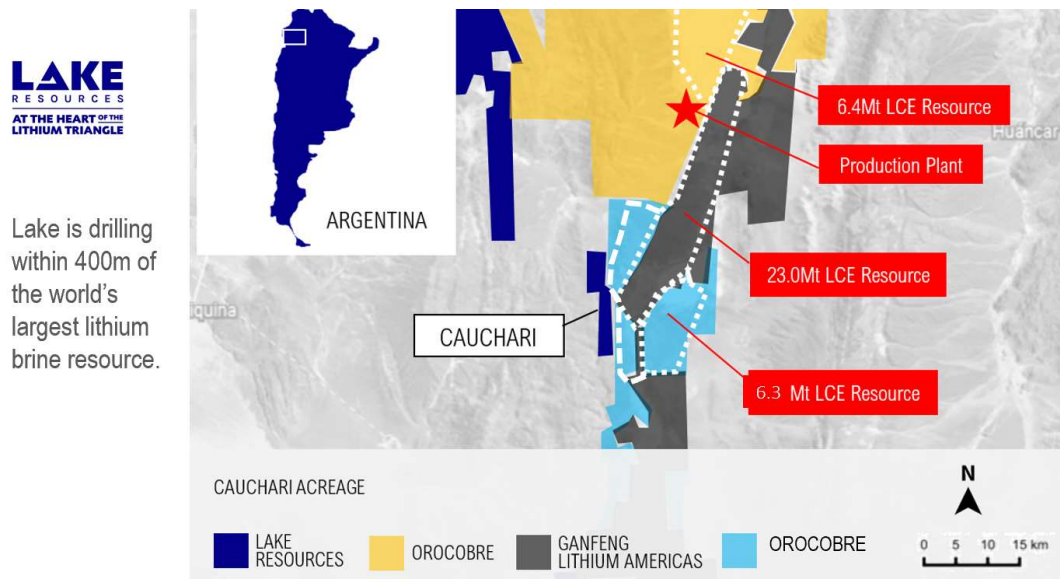 LAKE
RESOURCES
AT THE HEART OF THE
LITHIUM TRIANGLE
Lake is drilling
within 400m of
the world's
largest lithium
brine resource.
ARGENTINA
6.4Mt LCE Resource
Huáncar
Production Plant
23.0Mt LCE Resource
iquina
CAUCHARI
6.3 Mt LCE Resource
CAUCHARI ACREAGE
LAKE
RESOURCES
OROCOBRE
GANFENG
LITHIUM AMERICAS
OROCOBRE
N
0 5 10 15 km